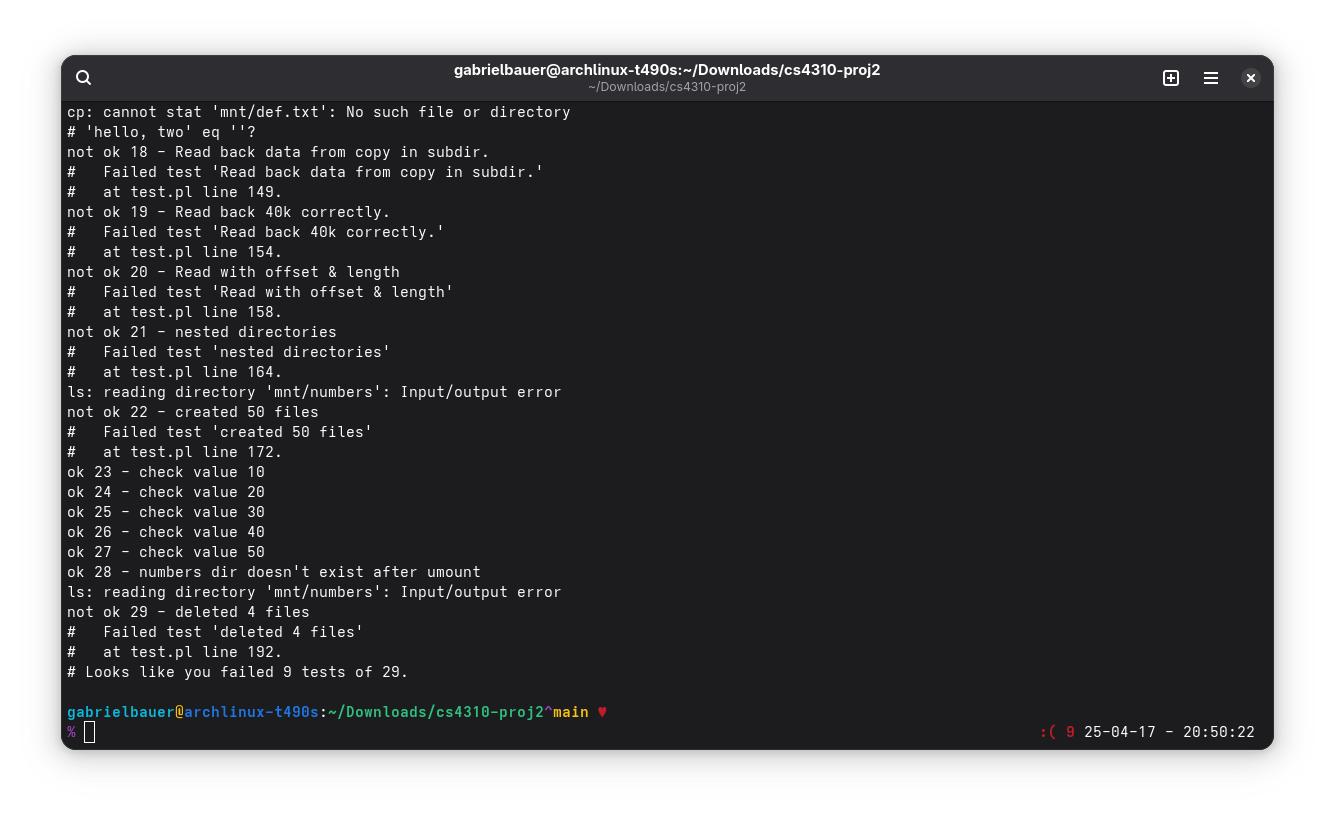 gabrielbauer@archlinux-t490s:~/Downloads/cs4310-proj2
~/Downloads/cs4310-proj2
cp: cannot stat 'mnt/def.txt': No such file or directory
# 'hello, two' eq ''?
not ok 18 - Read back data from copy in subdir.
#   Failed test 'Read back data from copy in subdir.'
#   at test.pl line 149.
not ok 19 - Read back 40k correctly.
#   Failed test 'Read back 40k correctly.'
#   at test.pl line 154.
not ok 20 - Read with offset & length
#   Failed test 'Read with offset & length'
#   at test.pl line 158.
not ok 21 - nested directories
#   Failed test 'nested directories'
#   at test.pl line 164.
ls: reading directory 'mnt/numbers': Input/output error
not ok 22 - created 50 files
#   Failed test 'created 50 files'
#   at test.pl line 172.
ok 23 - check value 10
ok 24 - check value 20
ok 25 - check value 30
ok 26 - check value 40
ok 27 - check value 50
ok 28 - numbers dir doesn't exist after umount
ls: reading directory 'mnt/numbers': Input/output error
not ok 29 - deleted 4 files
#   Failed test 'deleted 4 files'
#   at test.pl line 192.
# Looks like you failed 9 tests of 29.
gabrielbauer@archlinux-t490s:~/Downloads/cs4310-proj2^main ♥
% :( 9 25-04-17 - 20:50:22